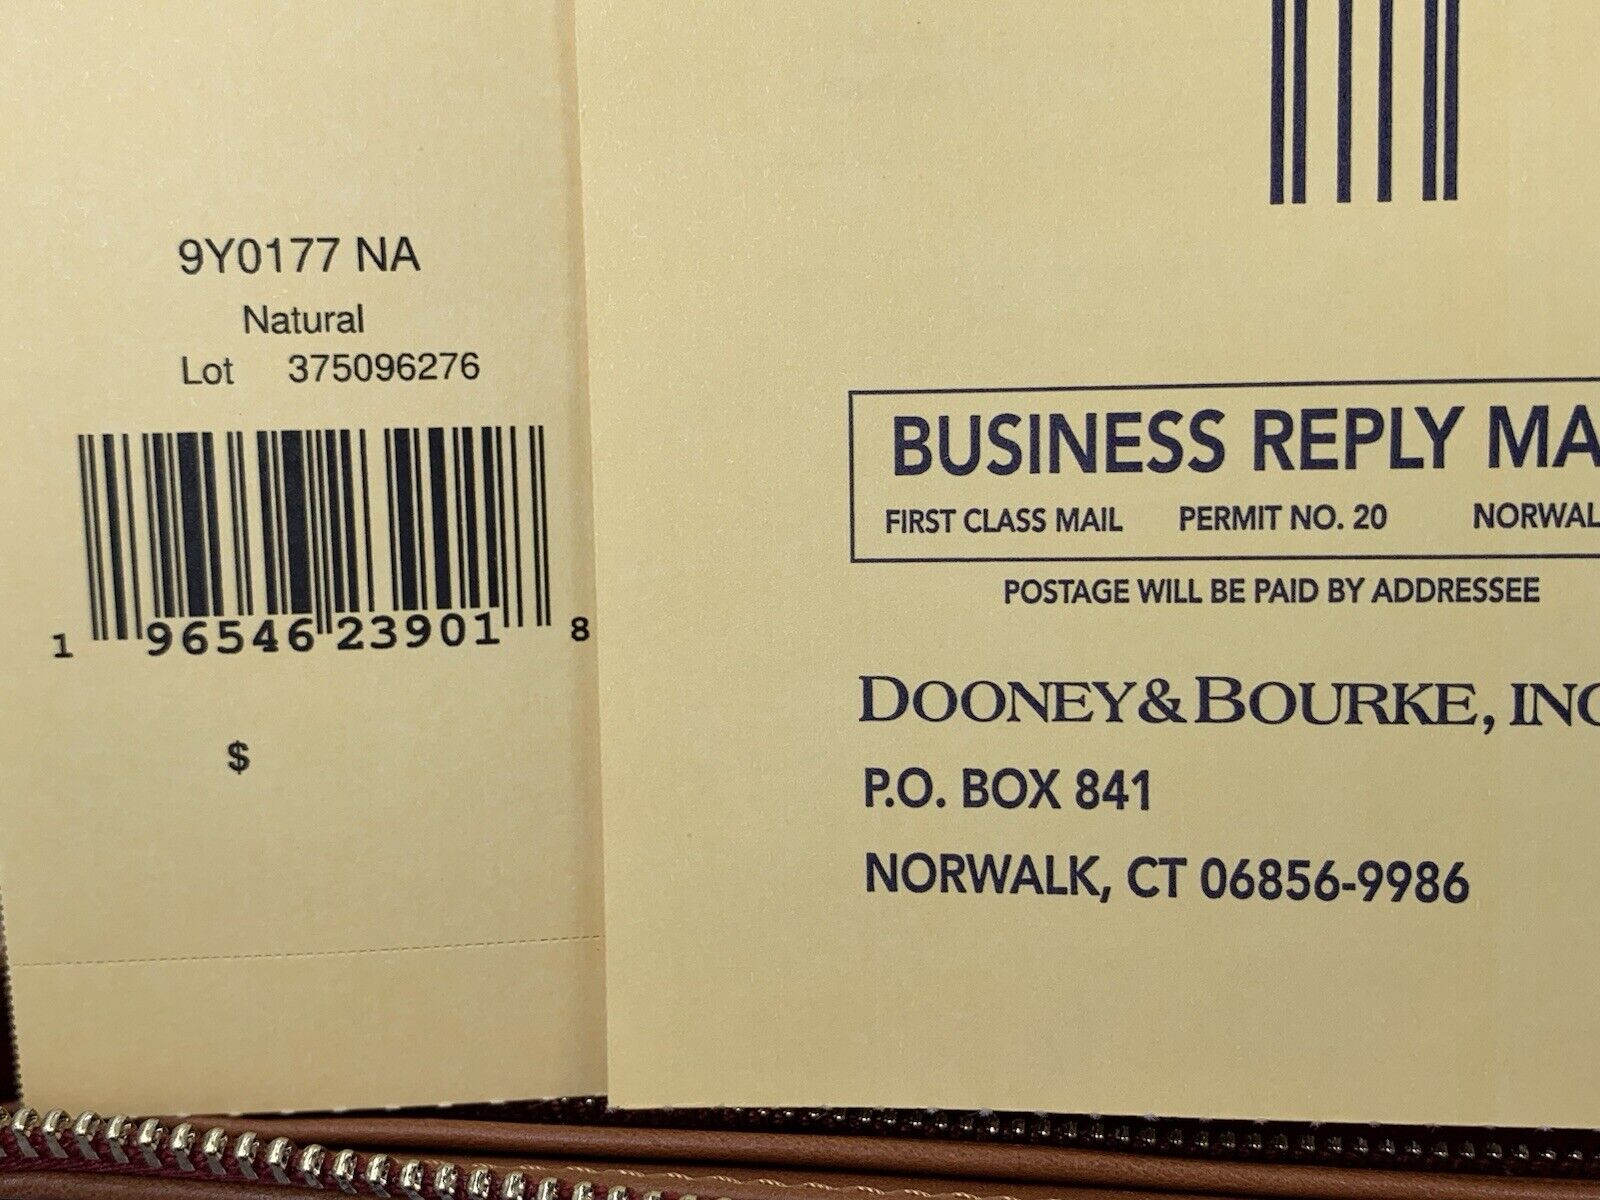 9Y0177 NA
Natural
Lot 375096276
1 96546 23901 8
$
BUSINESS REPLY MA
FIRST CLASS MAIL PERMIT NO. 20 NORWAL
POSTAGE WILL BE PAID BY ADDRESSEE
DOONEY & BOURKE, INC
P.O. BOX 841
NORWALK, CT 06856-9986